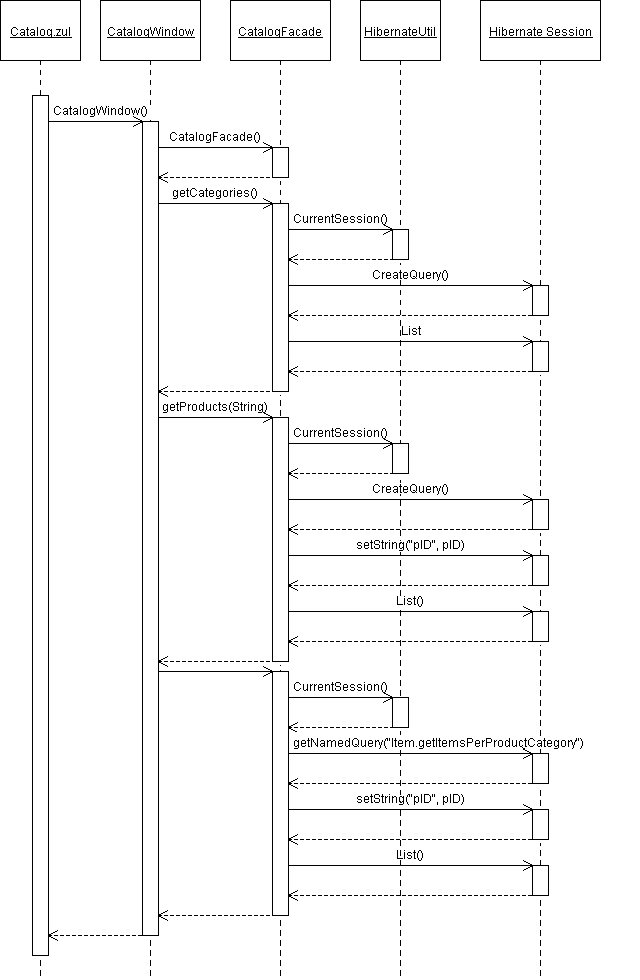 Catalog.zul
CatalogWindow
CatalogFacade
HibernateUtil
Hibernate Session
CatalogWindow()
CatalogFacade()
getCategories()
CurrentSession()
CreateQuery()
List
getProducts(String)
CurrentSession()
CreateQuery()
setString("pID", pID)
List()
CurrentSession()
getNamedQuery("Item.getItemsPerProductCategory")
setString("pID", pID)
List()